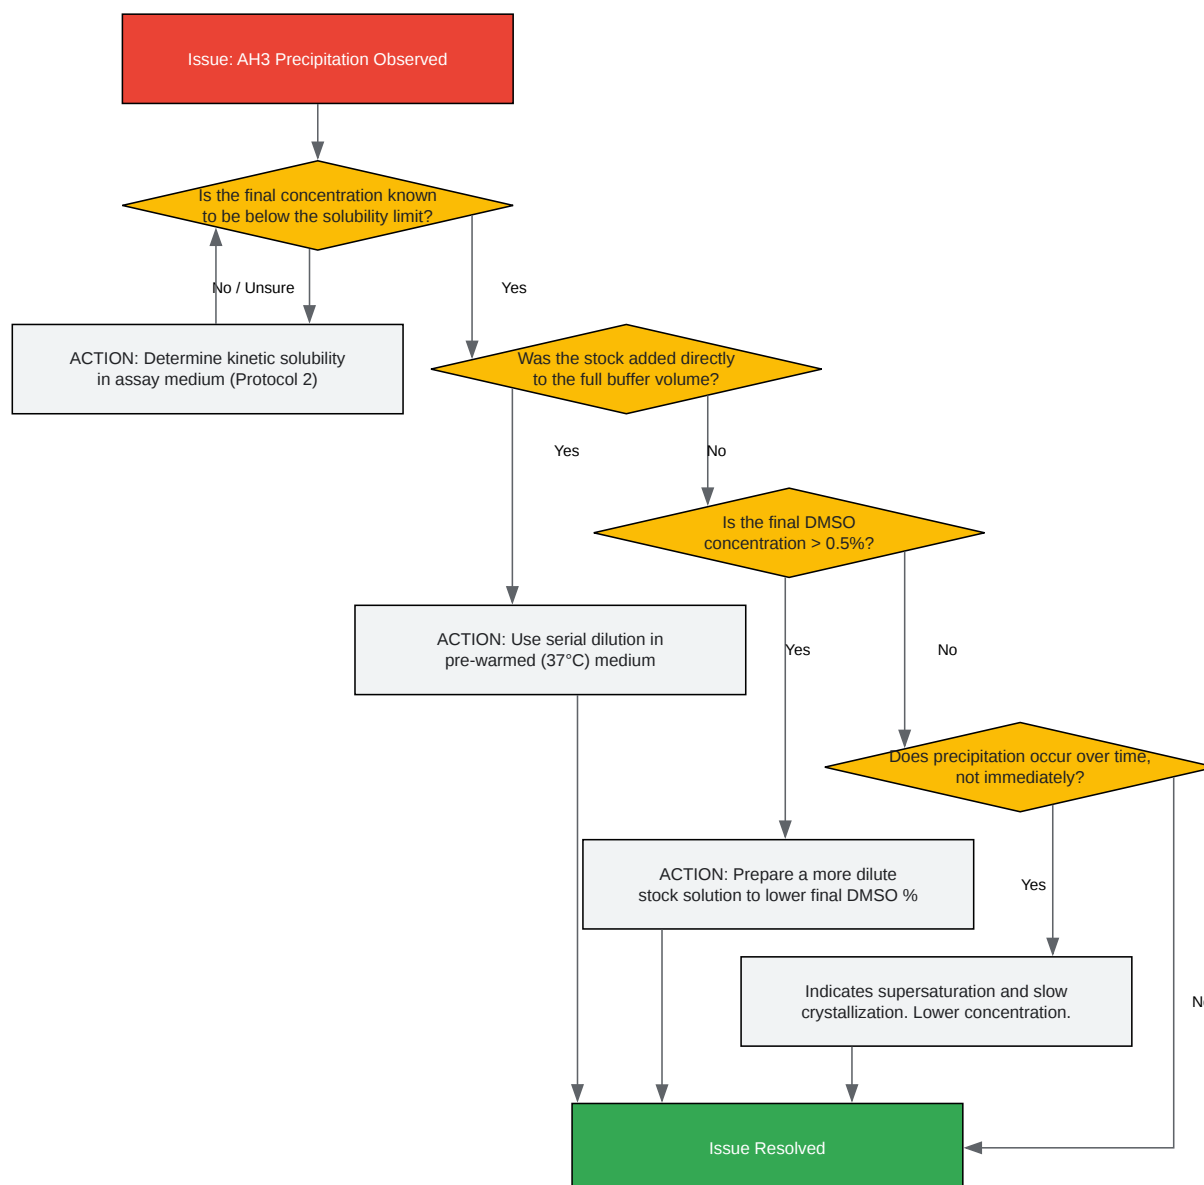 Issue: AH3 Precipitation Observed
Is the final concentration known
to be below the solubility limit?
No / Unsure
Yes
ACTION: Determine kinetic solubility
in assay medium (Protocol 2)
Was the stock added directly
to the full buffer volume?
Yes
No
Is the final DMSO
concentration > 0.5%?
ACTION: Use serial dilution in
pre-warmed (37°C) medium
Yes
No
Does precipitation occur over time,
not immediately?
ACTION: Prepare a more dilute
stock solution to lower final DMSO %
Yes
Indicates supersaturation and slow
crystallization. Lower concentration.
Issue Resolved